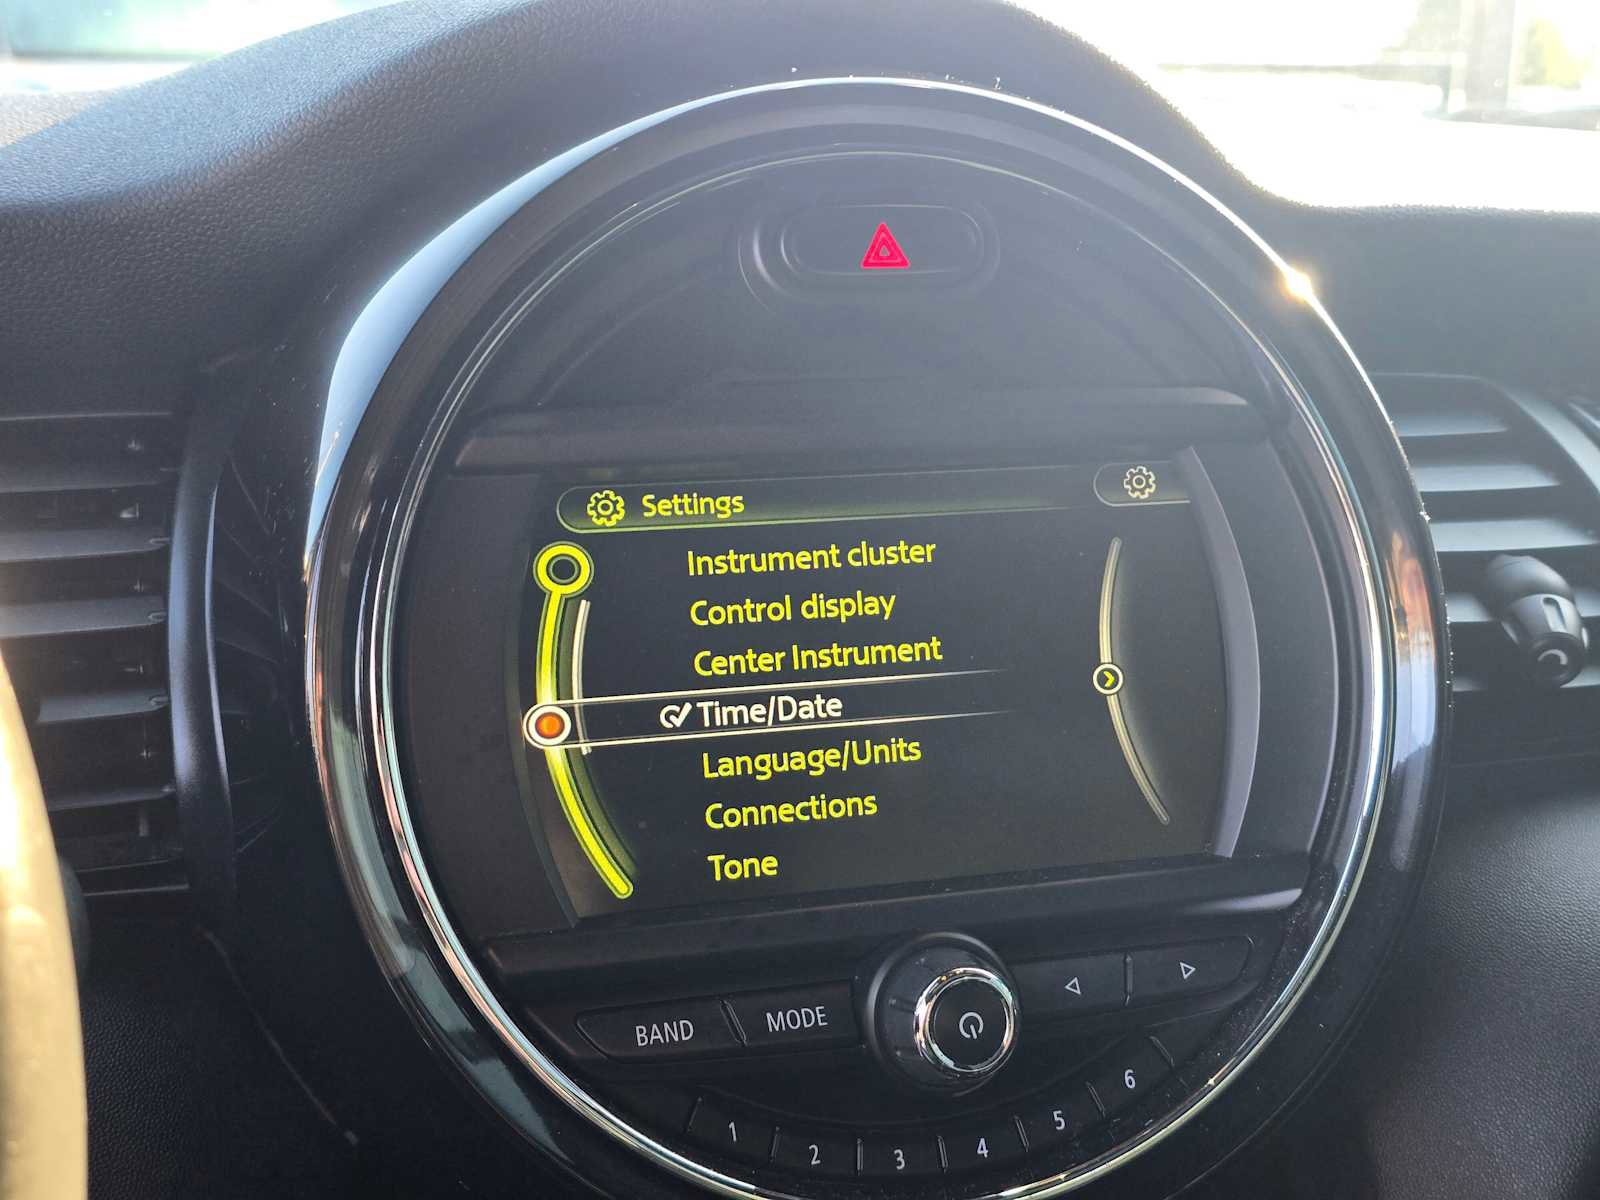 Settings
Instrument cluster
Control display
Center Instrument
Time/Date
Language/Units
Connections
Tone
BAND MODE
1 2 3 4 5 6